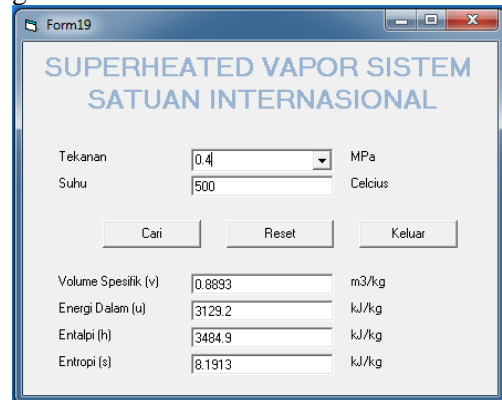 g
Form19
SUPERHEATED VAPOR SISTEM
SATUAN INTERNASIONAL
Tekanan 0.4 MPa
Suhu 500 Celcius
Cari Reset Keluar
Volume Spesifik (v) 0.8893 m3/kg
Energi Dalam (u) 3129.2 kJ/kg
Entalpi (h) 3484.9 kJ/kg
Entropi (s) 8.1913 kJ/kg